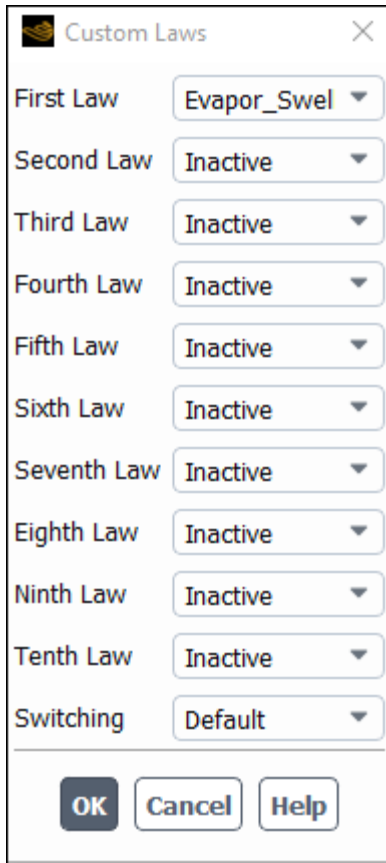 Custom Laws
First Law Evapor_Swel
Second Law Inactive
Third Law Inactive
Fourth Law Inactive
Fifth Law Inactive
Sixth Law Inactive
Seventh Law Inactive
Eighth Law Inactive
Ninth Law Inactive
Tenth Law Inactive
Switching Default
OK Cancel Help